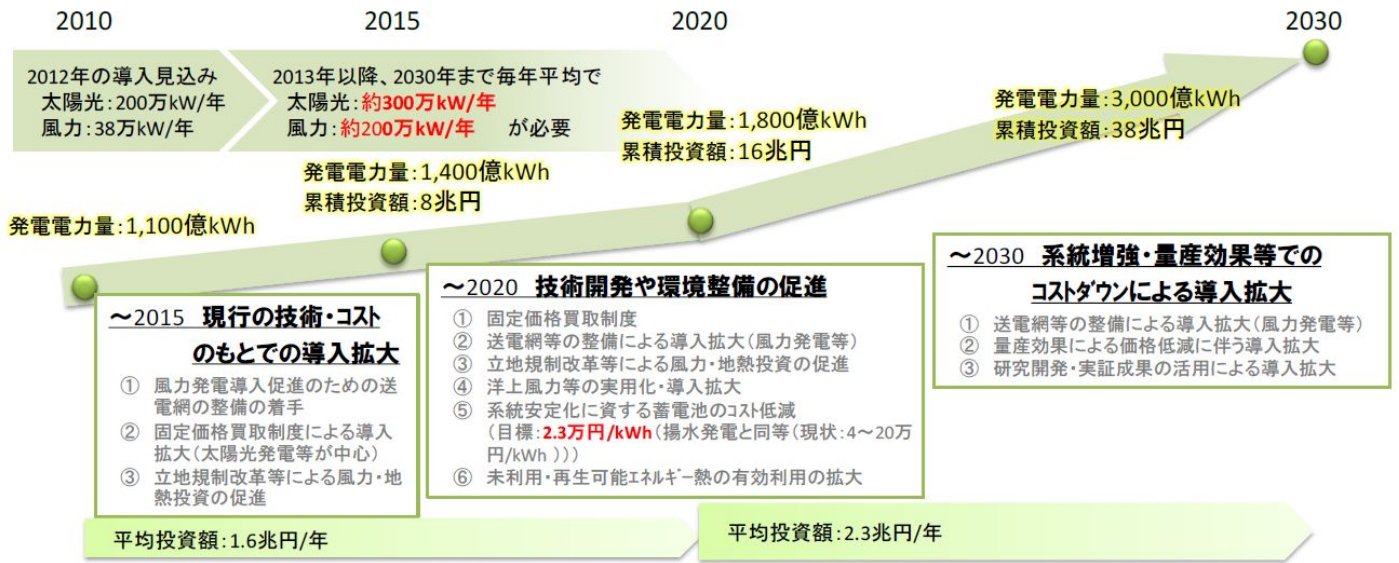 2010
2015
2020
2030
2012年の導入見込み
太陽光：200万kW/年
風力：38万kW/年
2013年以降、2030年まで毎年平均で
太陽光：約300万kW/年
風力：約200万kW/年　が必要
発電電力量：1,100億kWh
発電電力量：1,400億kWh
累積投資額：8兆円
発電電力量：1,800億kWh
累積投資額：16兆円
発電電力量：3,000億kWh
累積投資額：38兆円
～2015 現行の技術・コスト
のもとでの導入拡大
① 風力発電導入促進のための送
電網の整備の着手
② 固定価格買取制度による導入
拡大（太陽光発電等が中心）
③ 立地規制改革等による風力・地
熱投資の促進
～2020 技術開発や環境整備の促進
① 固定価格買取制度
② 送電網等の整備による導入拡大（風力発電等）
③ 立地規制改革等による風力・地熱投資の促進
④ 洋上風力等の実用化・導入拡大
⑤ 系統安定化に資する蓄電池のｺｽﾄ低減
（目標：2.3万円/kWh（揚水発電と同等（現状：4～20万
円/kWh ）））
⑥ 未利用・再生可能ｴﾈﾙｷﾞｰ熱の有効利用の拡大
～2030 系統増強・量産効果等での
ｺｽﾄﾀﾞｳﾝによる導入拡大
① 送電網等の整備による導入拡大（風力発電等）
② 量産効果による価格低減に伴う導入拡大
③ 研究開発・実証成果の活用による導入拡大
平均投資額：1.6兆円/年
平均投資額：2.3兆円/年